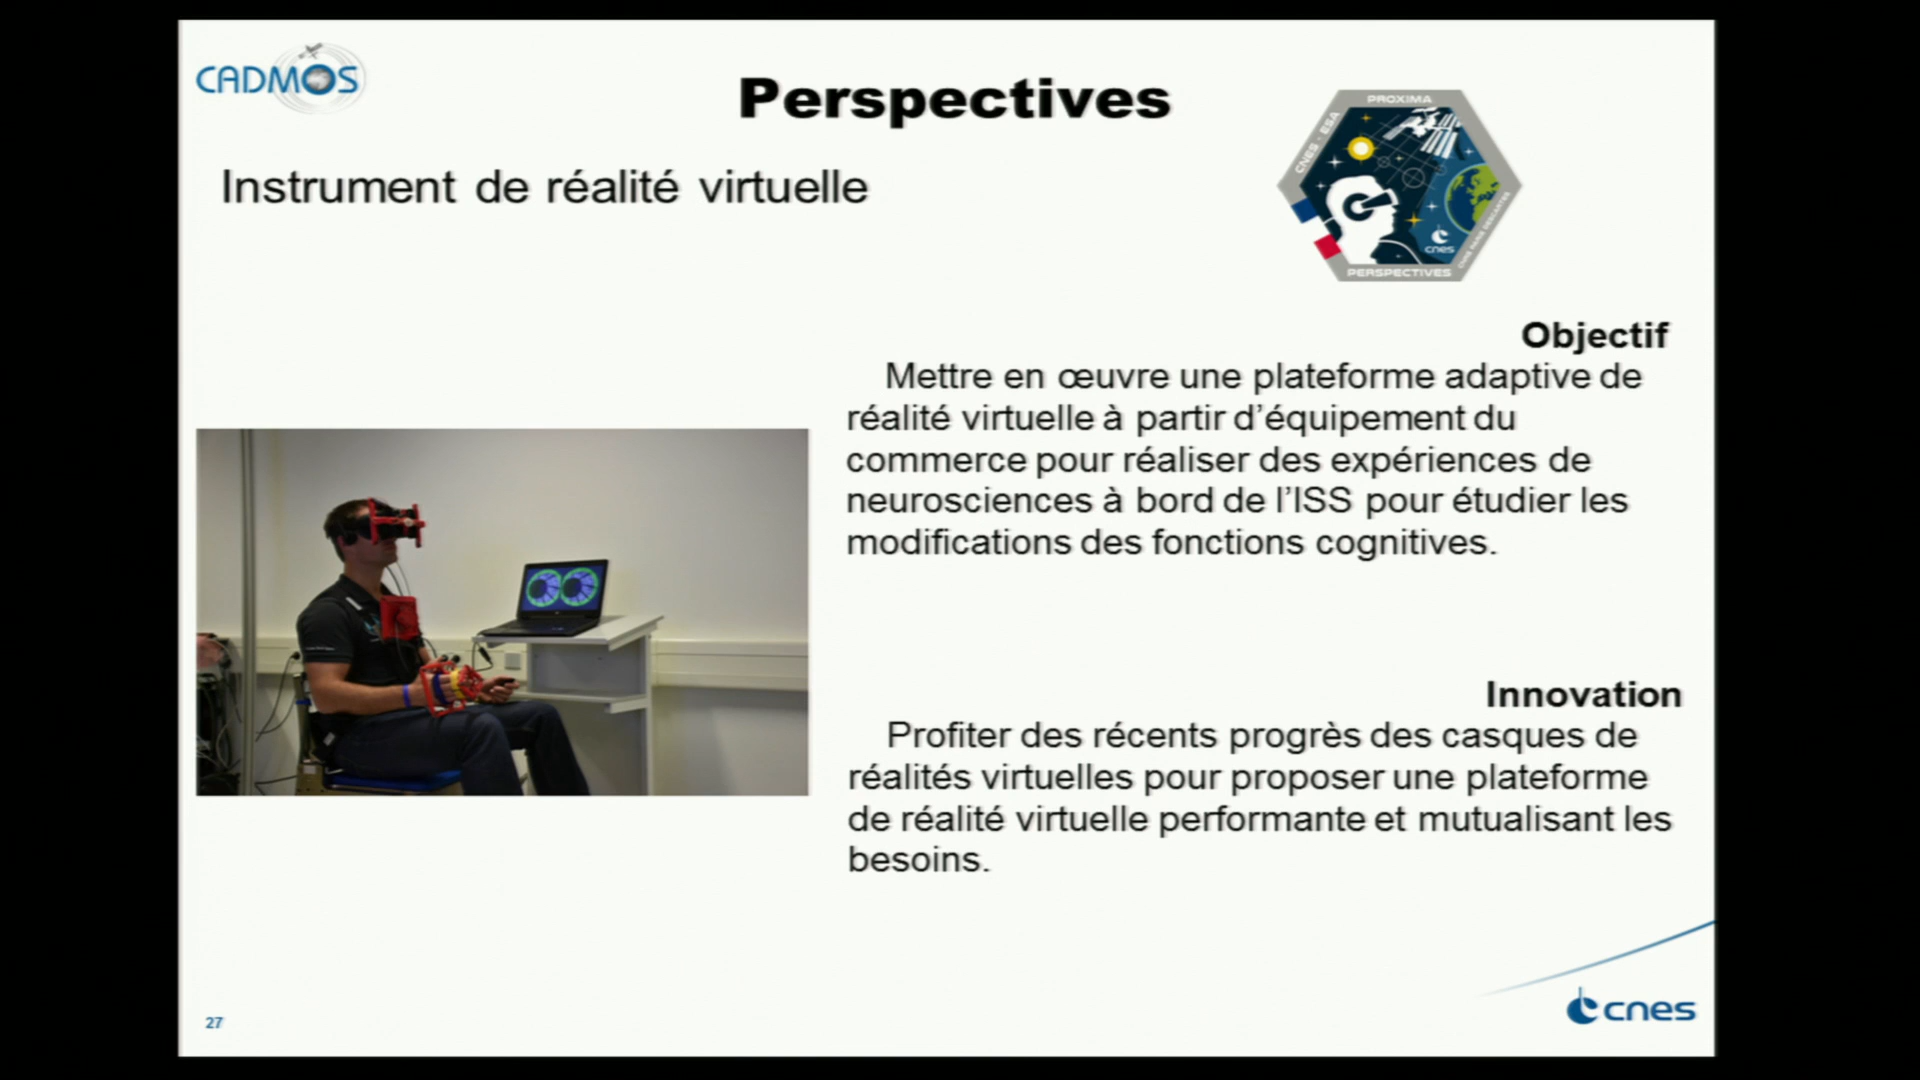 CADMOS
Perspectives
PROXIMA
CNES - ESA
cnes
PERSPECTIVES
Instrument de réalité virtuelle
Objectif
Mettre en œuvre une plateforme adaptive de
réalité virtuelle à partir d’équipement du
commerce pour réaliser des expériences de
neurosciences à bord de l’ISS pour étudier les
modifications des fonctions cognitives.
Innovation
Profiter des récents progrès des casques de
réalités virtuelles pour proposer une plateforme
de réalité virtuelle performante et mutualisant les
besoins.
27
cnes